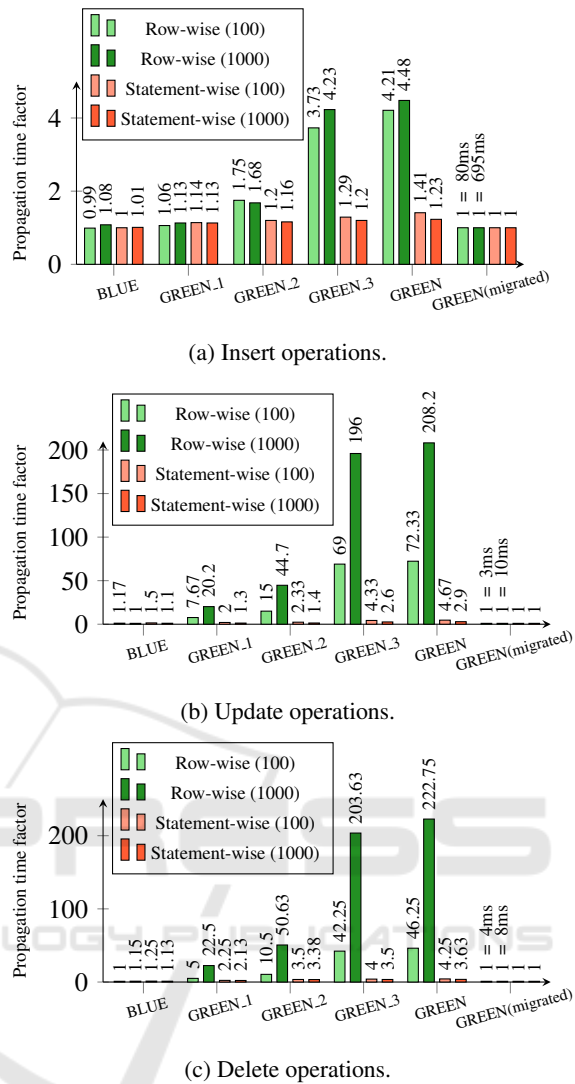 Row-wise (100)
Row-wise (1000)
Statement-wise (100)
Statement-wise (1000)
Propagation time factor
0
2
4
0.99
1.08
1
1.01
1.06
1.13
1.14
1.13
1.75
1.68
1.2
1.16
3.73
4.23
1.29
1.2
4.21
4.48
1.41
1.23
1 = 80ms
1 = 695ms
1
1
BLUE
GREEN_1
GREEN_2
GREEN_3
GREEN
GREEN(migrated)
(a) Insert operations.
Row-wise (100)
Row-wise (1000)
Statement-wise (100)
Statement-wise (1000)
Propagation time factor
0
50
100
150
200
1.17
1
1.5
1.1
7.67
20.2
2
1.3
15
44.7
2.33
1.4
69
196
4.33
2.6
72.33
208.2
4.67
2.9
1 = 3ms
1 = 10ms
1
1
BLUE
GREEN_1
GREEN_2
GREEN_3
GREEN
GREEN(migrated)
(b) Update operations.
Row-wise (100)
Row-wise (1000)
Statement-wise (100)
Statement-wise (1000)
Propagation time factor
0
100
200
1
1.15
1.25
1.13
5
22.5
2.25
2.13
10.5
50.63
3.5
3.38
42.25
203.63
4
3.5
46.25
222.75
4.25
3.63
1 = 4ms
1 = 8ms
1
1
BLUE
GREEN_1
GREEN_2
GREEN_3
GREEN
GREEN(migrated)
(c) Delete operations.